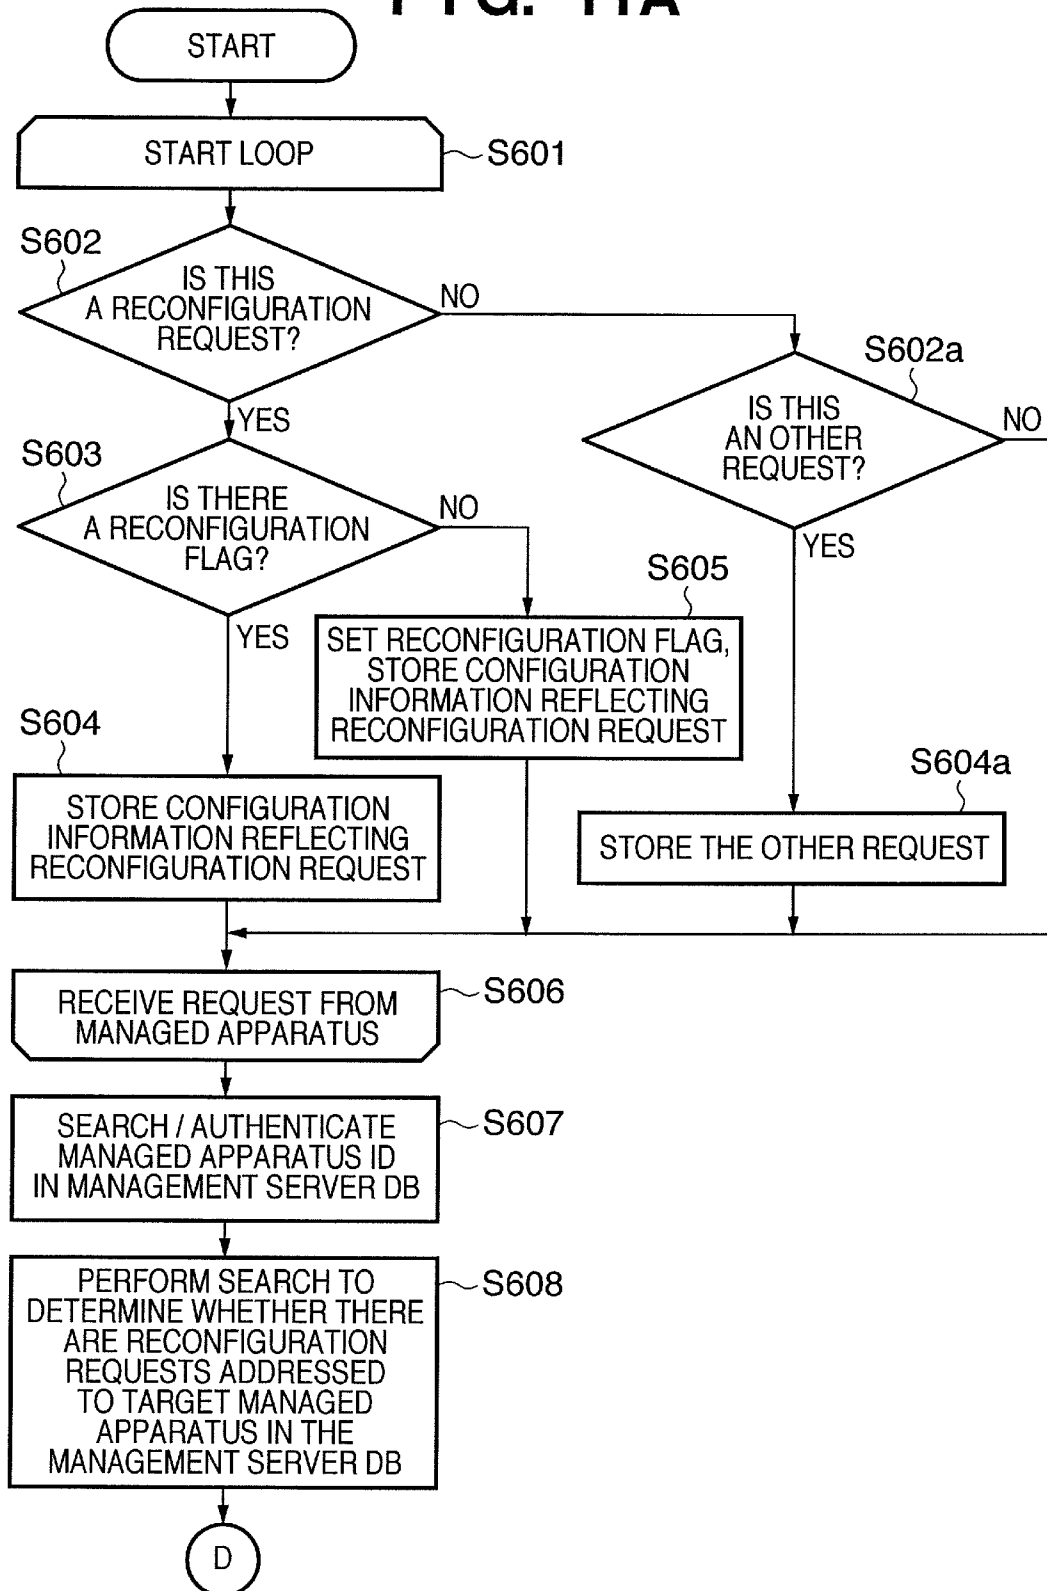 FIG. 11A
START
START LOOP
S601
S602
IS THIS
A RECONFIGURATION
REQUEST?
NO
YES
S602a
IS THIS
AN OTHER
REQUEST?
NO
YES
S603
IS THERE
A RECONFIGURATION
FLAG?
NO
YES
S605
SET RECONFIGURATION FLAG,
STORE CONFIGURATION
INFORMATION REFLECTING
RECONFIGURATION REQUEST
S604
STORE CONFIGURATION
INFORMATION REFLECTING
RECONFIGURATION REQUEST
S604a
STORE THE OTHER REQUEST
RECEIVE REQUEST FROM
MANAGED APPARATUS
S606
SEARCH / AUTHENTICATE
MANAGED APPARATUS ID
IN MANAGEMENT SERVER DB
S607
PERFORM SEARCH TO
DETERMINE WHETHER THERE
ARE RECONFIGURATION
REQUESTS ADDRESSED
TO TARGET MANAGED
APPARATUS IN THE
MANAGEMENT SERVER DB
S608
D